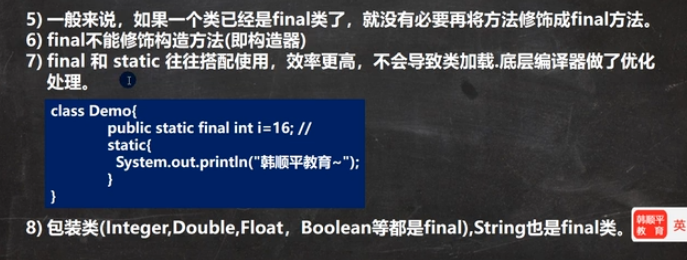 5) 一般来说，如果一个类已经是final类了，就没有必要再将方法修饰成final方法。
6) final不能修饰构造方法(即构造器)
7) final 和 static 往往搭配使用，效率更高，不会导致类加载.底层编译器做了优化
处理。
class Demo{
public static final int i=16; //
static{
System.out.println("韩顺平教育~");
}
}
8) 包装类(Integer,Double,Float，Boolean等都是final),String也是final类。
韩顺平
教育
英